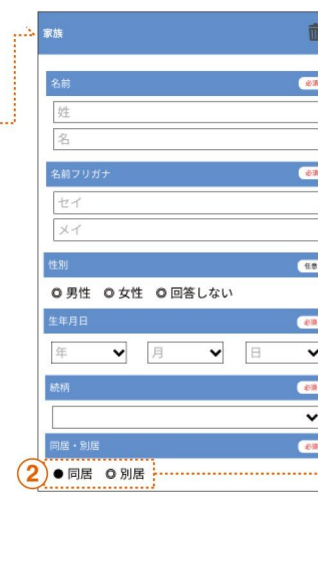 家族
名前 必須
姓
名
名前フリガナ 必須
セイ
メイ
性別 任意
男性 女性 回答しない
生年月日 必須
年 月 日
続柄 必須
同居・別居 必須
② 同居 別居